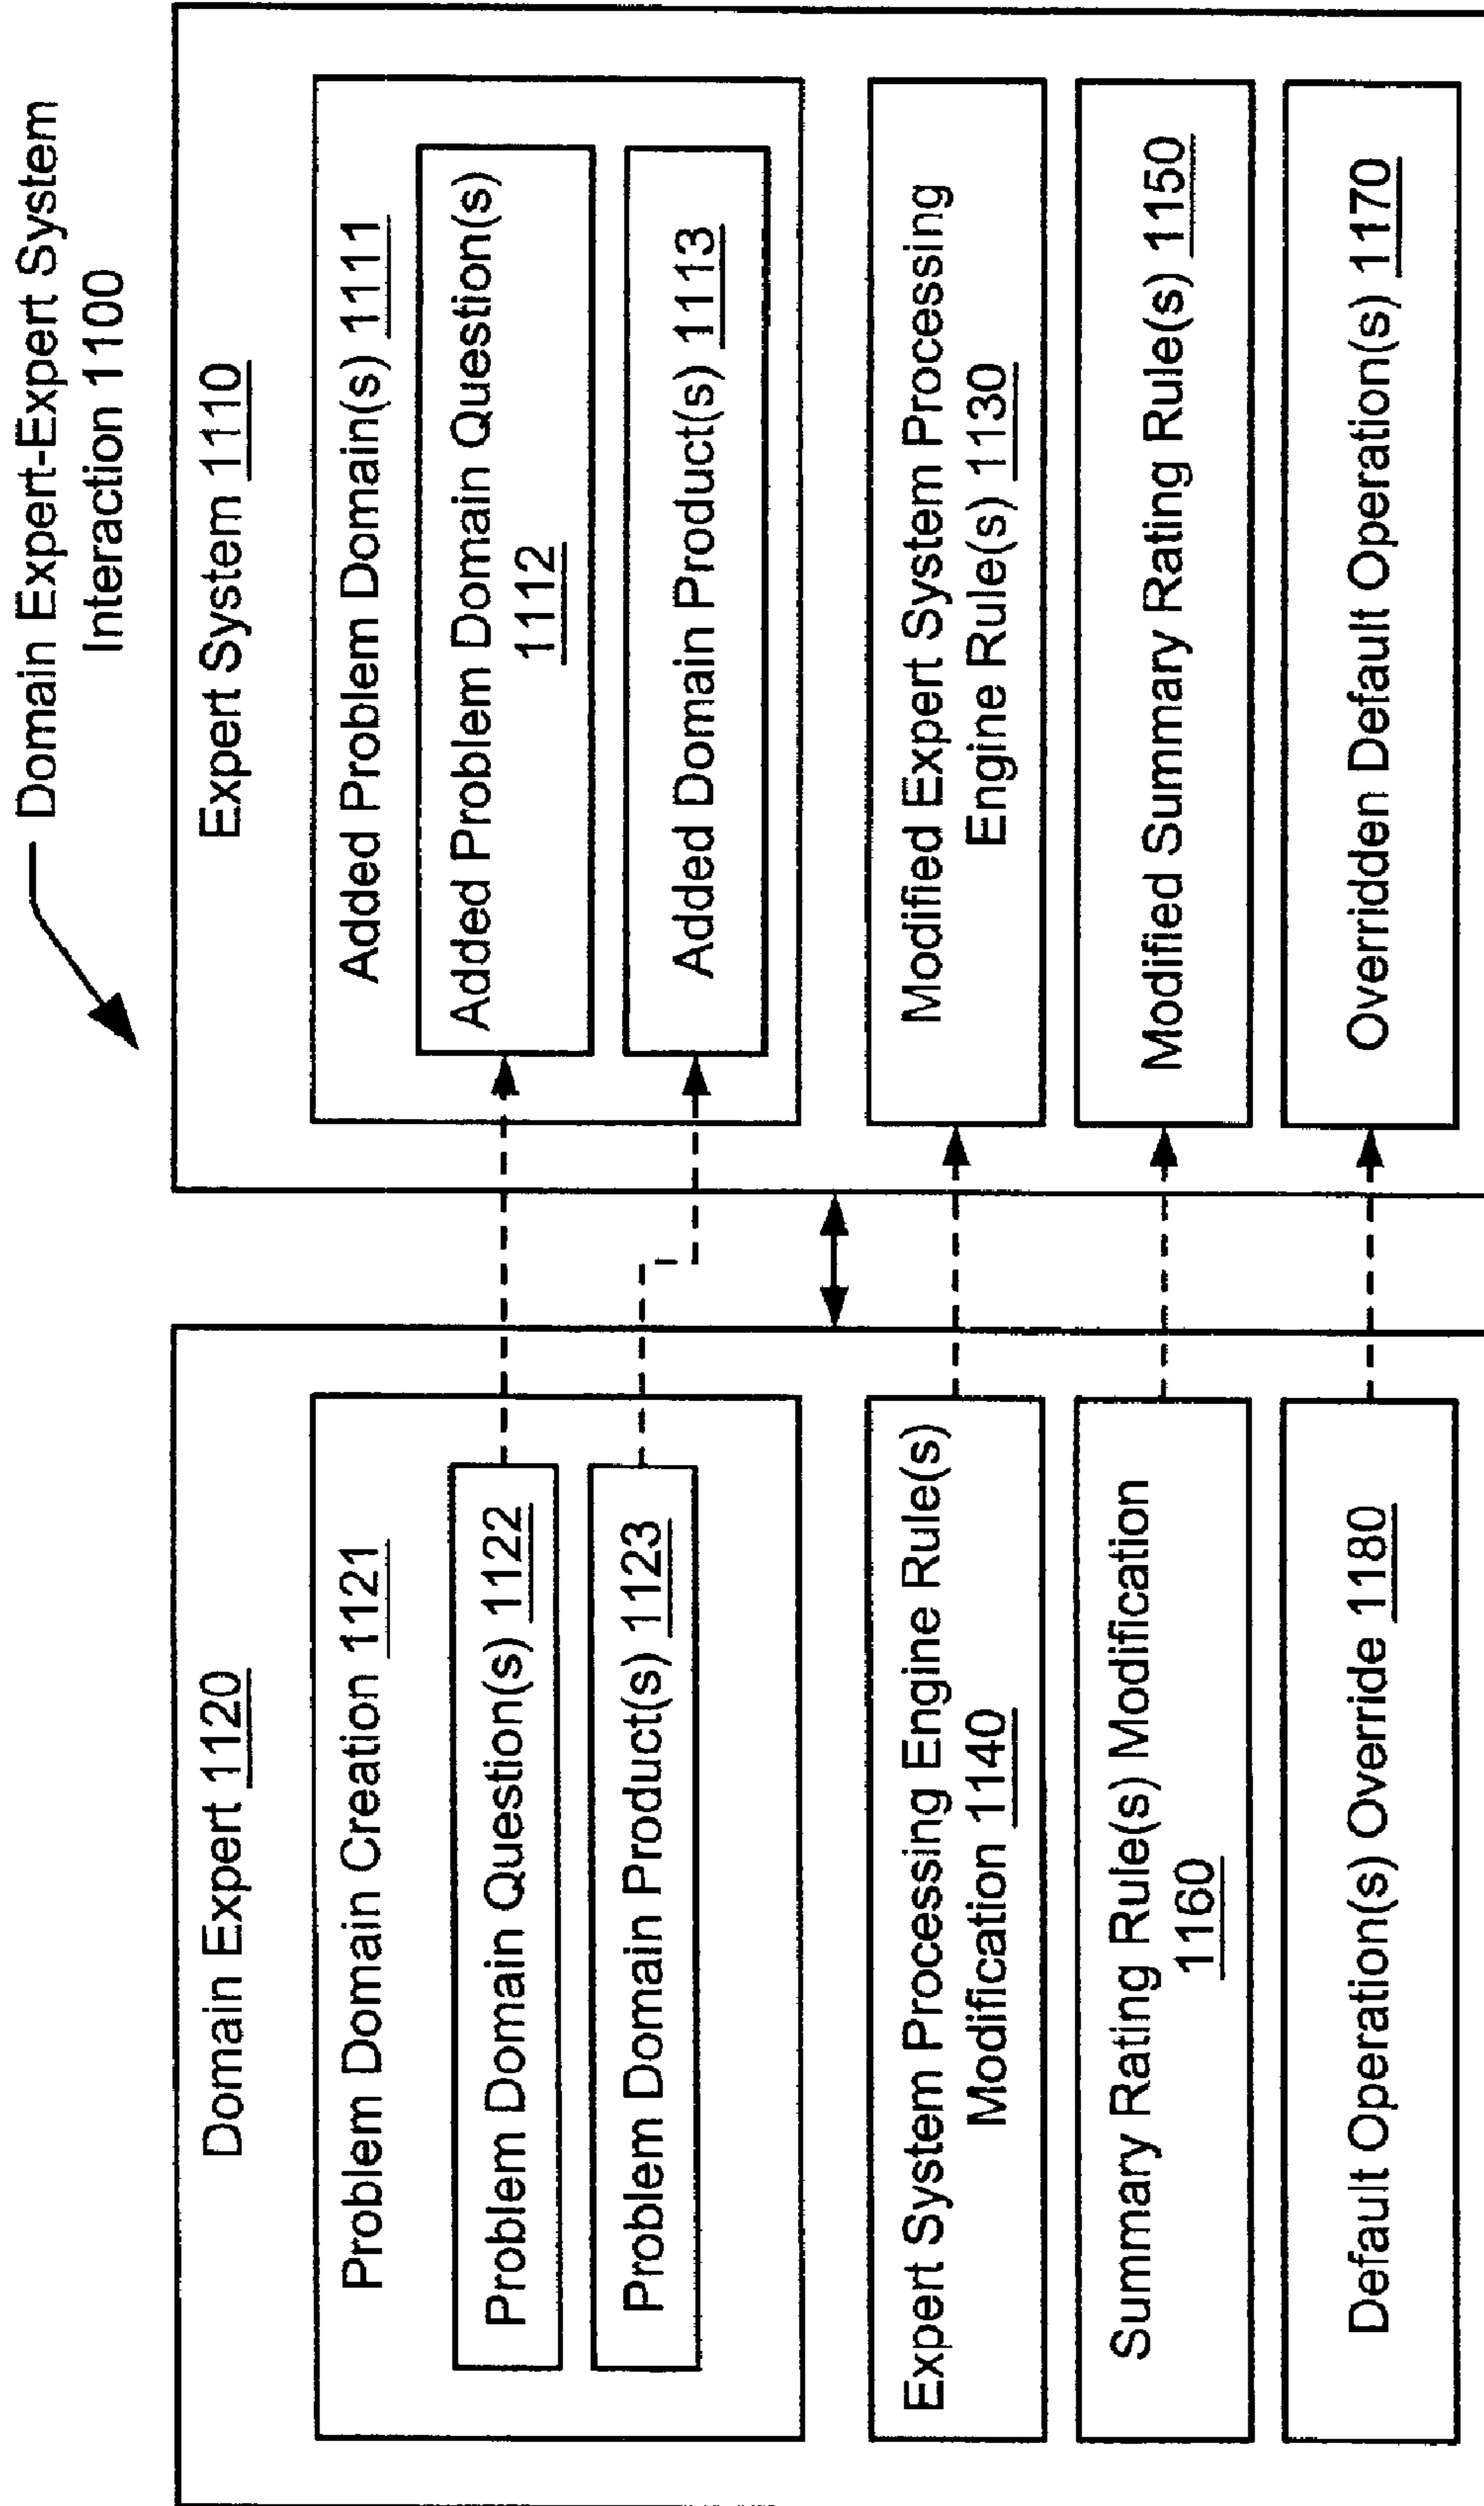 Domain Expert-Expert System
Interaction 1100
Domain Expert 1120
Problem Domain Creation 1121
Problem Domain Question(s) 1122
Problem Domain Product(s) 1123
Expert System Processing Engine Rule(s)
Modification 1140
Summary Rating Rule(s) Modification
1160
Default Operation(s) Override 1180
Expert System 1110
Added Problem Domain(s) 1111
Added Problem Domain Question(s)
1112
Added Domain Product(s) 1113
Modified Expert System Processing
Engine Rule(s) 1130
Modified Summary Rating Rule(s) 1150
Overridden Default Operation(s) 1170